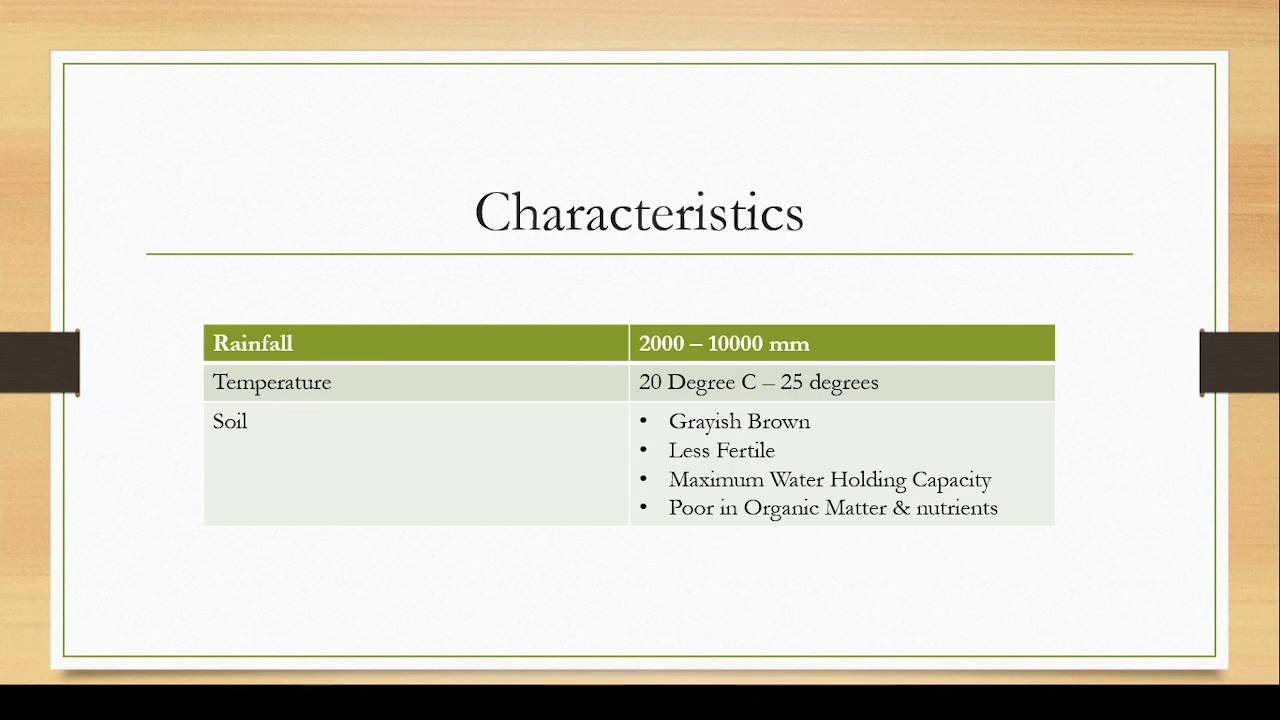 Characteristics
Rainfall 2000 – 10000 mm
Temperature 20 Degree C – 25 degrees
Soil • Grayish Brown
• Less Fertile
• Maximum Water Holding Capacity
• Poor in Organic Matter & nutrients